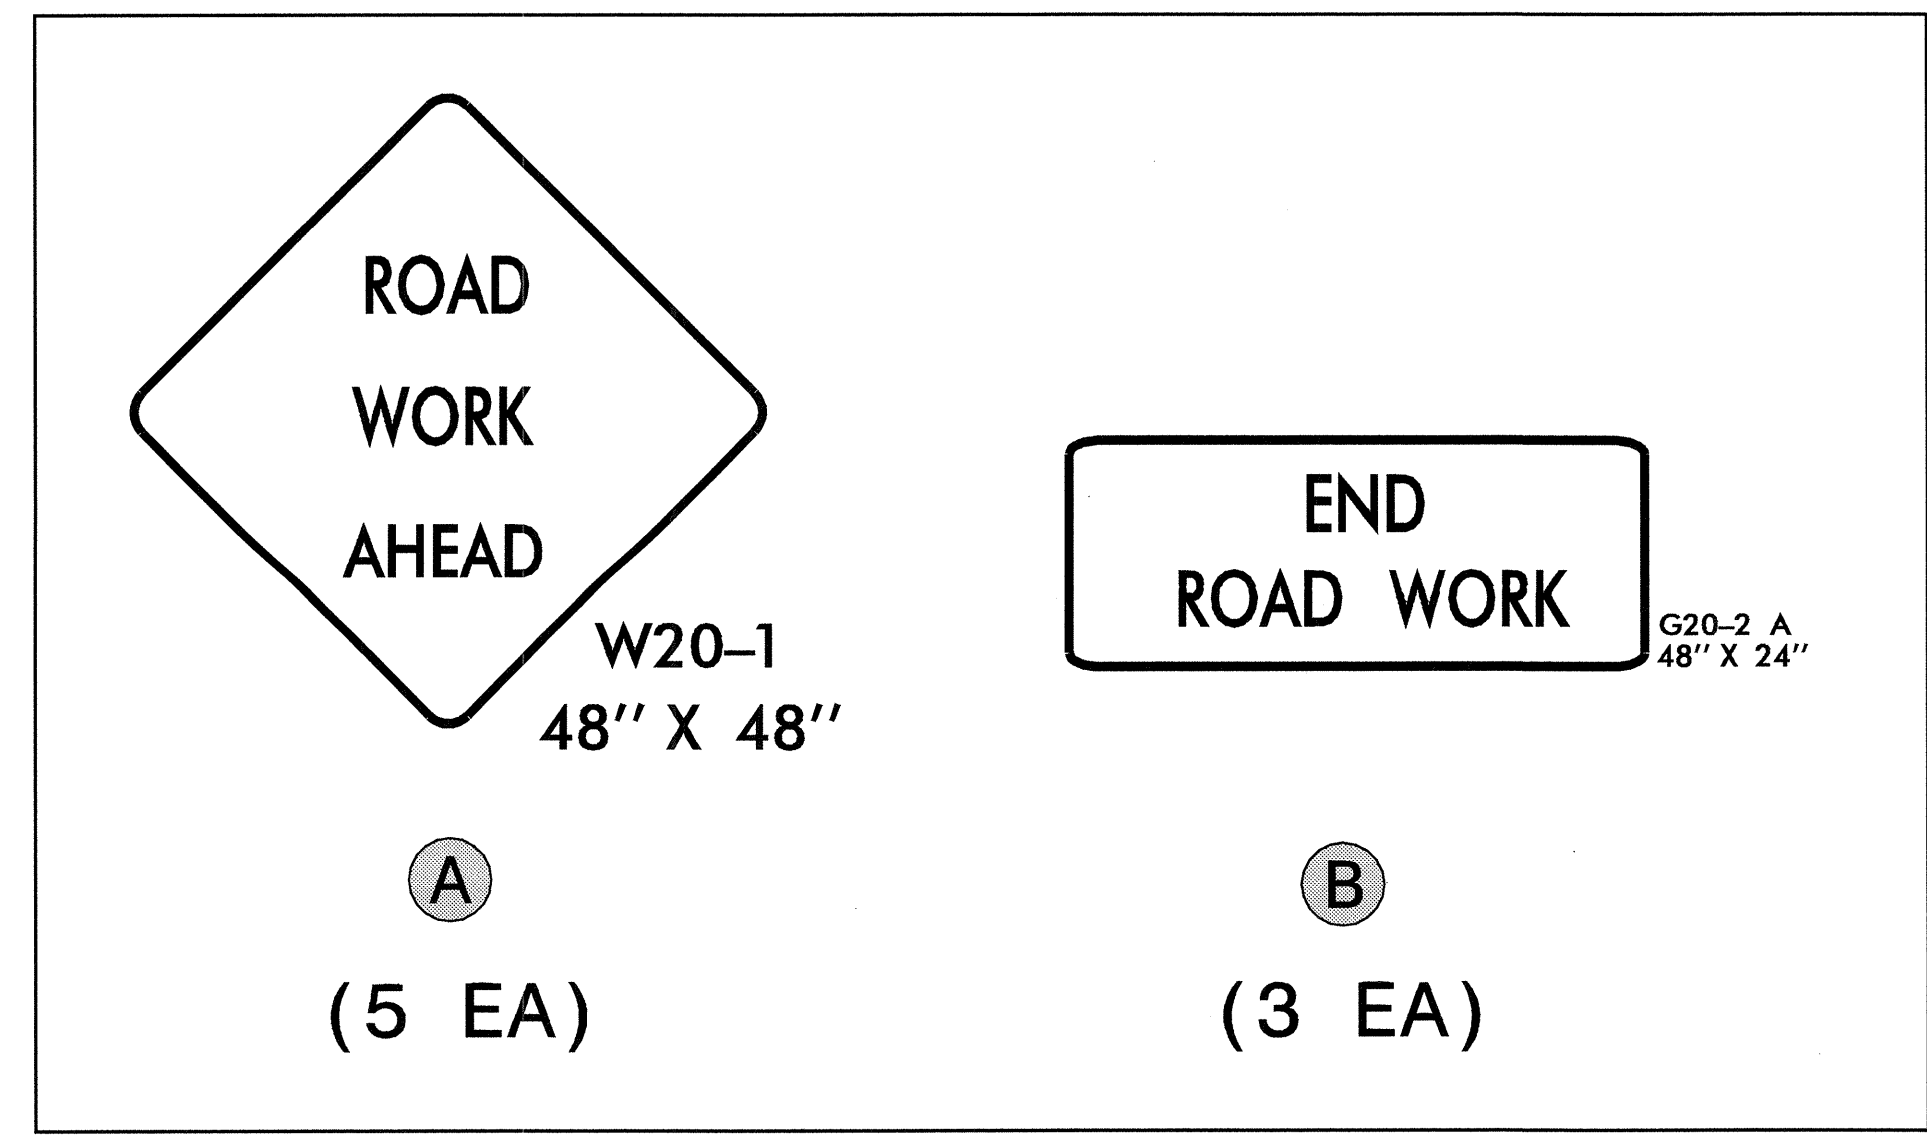 ROAD
WORK
AHEAD
W20-1
48" X 48"
A
(5 EA)
END
ROAD WORK
G20-2 A
48" X 24"
B
(3 EA)